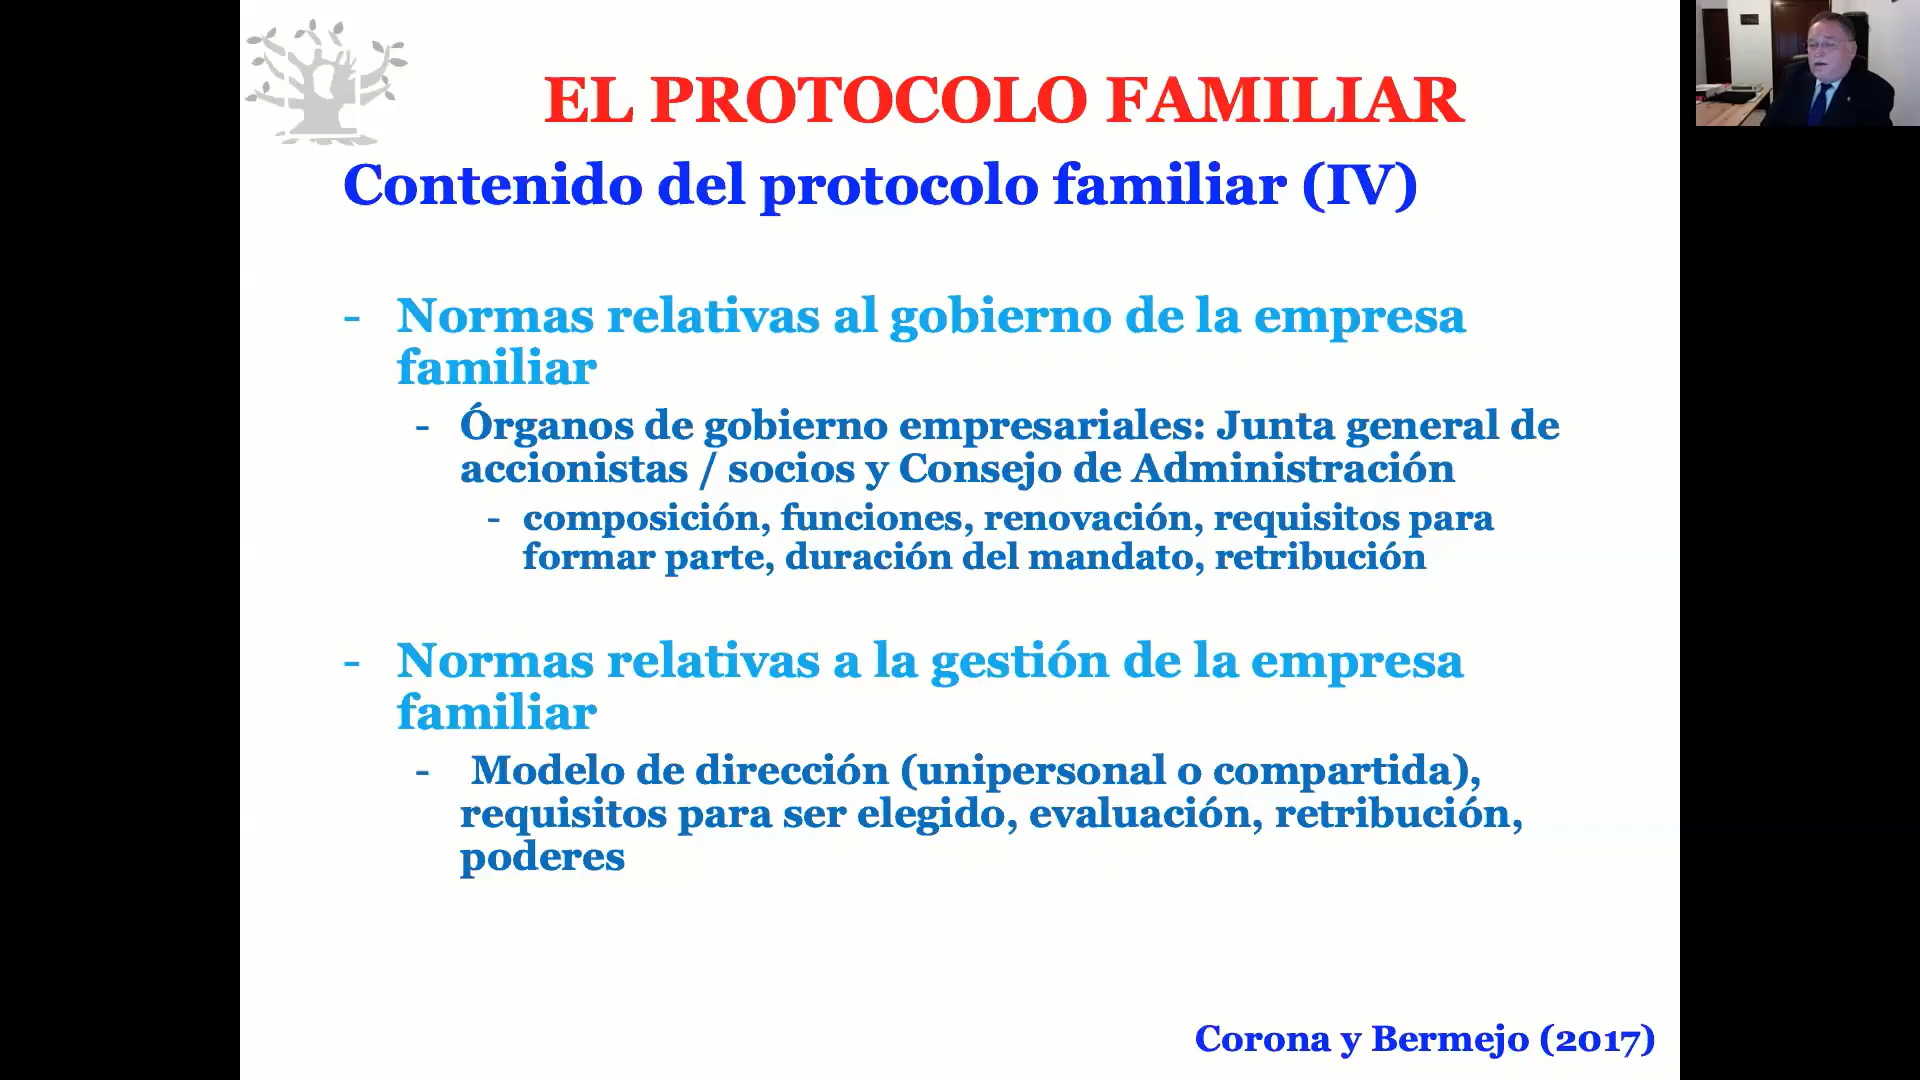 EL PROTOCOLO FAMILIAR
Contenido del protocolo familiar (IV)
- Normas relativas al gobierno de la empresa
familiar
- Órganos de gobierno empresariales: Junta general de
accionistas / socios y Consejo de Administración
- composición, funciones, renovación, requisitos para
formar parte, duración del mandato, retribución
- Normas relativas a la gestión de la empresa
familiar
- Modelo de dirección (unipersonal o compartida),
requisitos para ser elegido, evaluación, retribución,
poderes
Corona y Bermejo (2017)